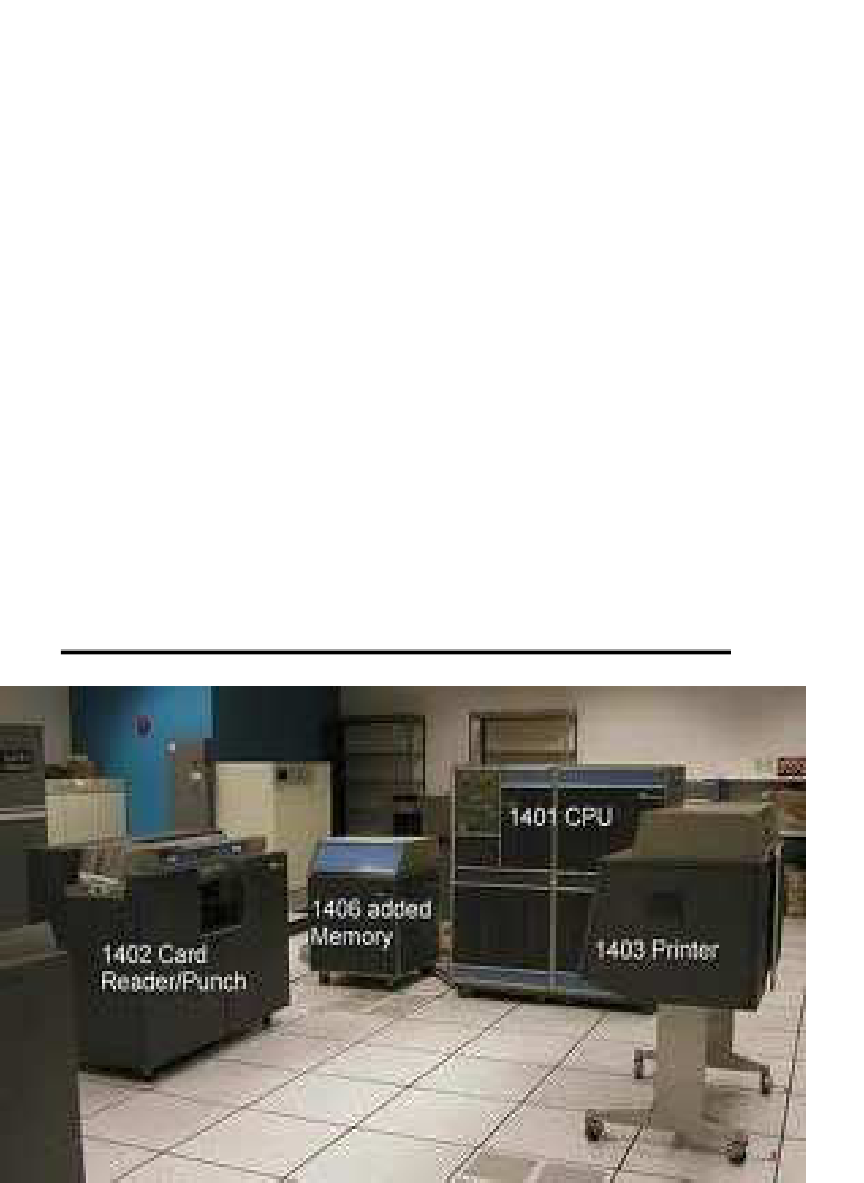 1401 CPU
1406 added
Memory
1402 Card
Reader/Punch
1403 Printer